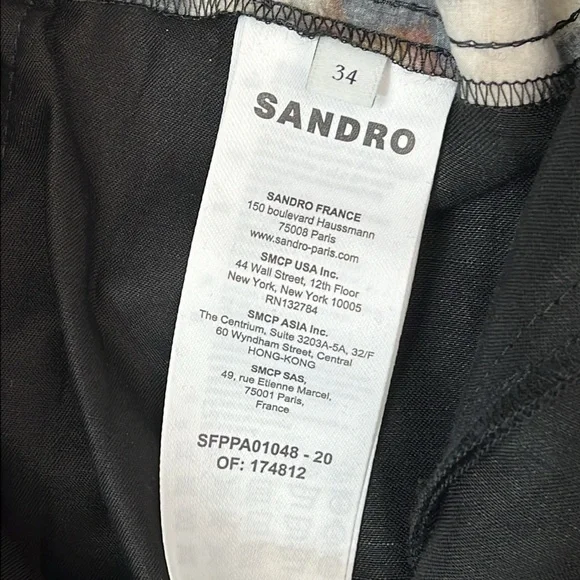 34
SANDRO
SANDRO FRANCE
150 boulevard Haussmann
75008 Paris
www.sandro-paris.com
SMCP USA Inc.
44 Wall Street, 12th Floor
New York, New York 10005
RN132784
SMCP ASIA Inc.
The Centrium, Suite 3203A-5A, 32/F
60 Wyndham Street, Central
HONG-KONG
SMCP SAS,
49, rue Etienne Marcel,
75001 Paris,
France
SFPPA01048 - 20
OF: 174812